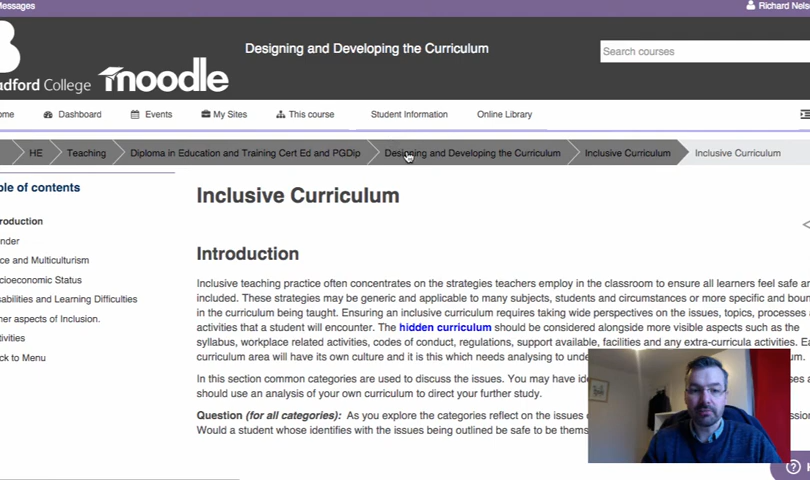 Messages
Richard Nels
Designing and Developing the Curriculum
Search courses
adford College moodle
ome Dashboard Events My Sites This course Student Information Online Library
HE Teaching Diploma in Education and Training Cert Ed and PGDip Designing and Developing the Curriculum Inclusive Curriculum Inclusive Curriculum
ble of contents
roduction
nder
ce and Multiculturism
cioeconomic Status
sabilities and Learning Difficulties
her aspects of Inclusion.
tivities
ck to Menu
Inclusive Curriculum
Introduction
Inclusive teaching practice often concentrates on the strategies teachers employ in the classroom to ensure all learners feel safe an
included. These strategies may be generic and applicable to many subjects, students and circumstances or more specific and boun
in the curriculum being taught. Ensuring an inclusive curriculum requires taking wide perspectives on the issues, topics, processes a
activities that a student will encounter. The hidden curriculum should be considered alongside more visible aspects such as the
syllabus, workplace related activities, codes of conduct, regulations, support available, facilities and any extra-curricula activities. Ea
curriculum area will have its own culture and it is this which needs analysing to unde um.
In this section common categories are used to discuss the issues. You may have ide ses a
should use an analysis of your own curriculum to direct your further study.
Question (for all categories): As you explore the categories reflect on the issues ssion
Would a student whose identifies with the issues being outlined be safe to be thems